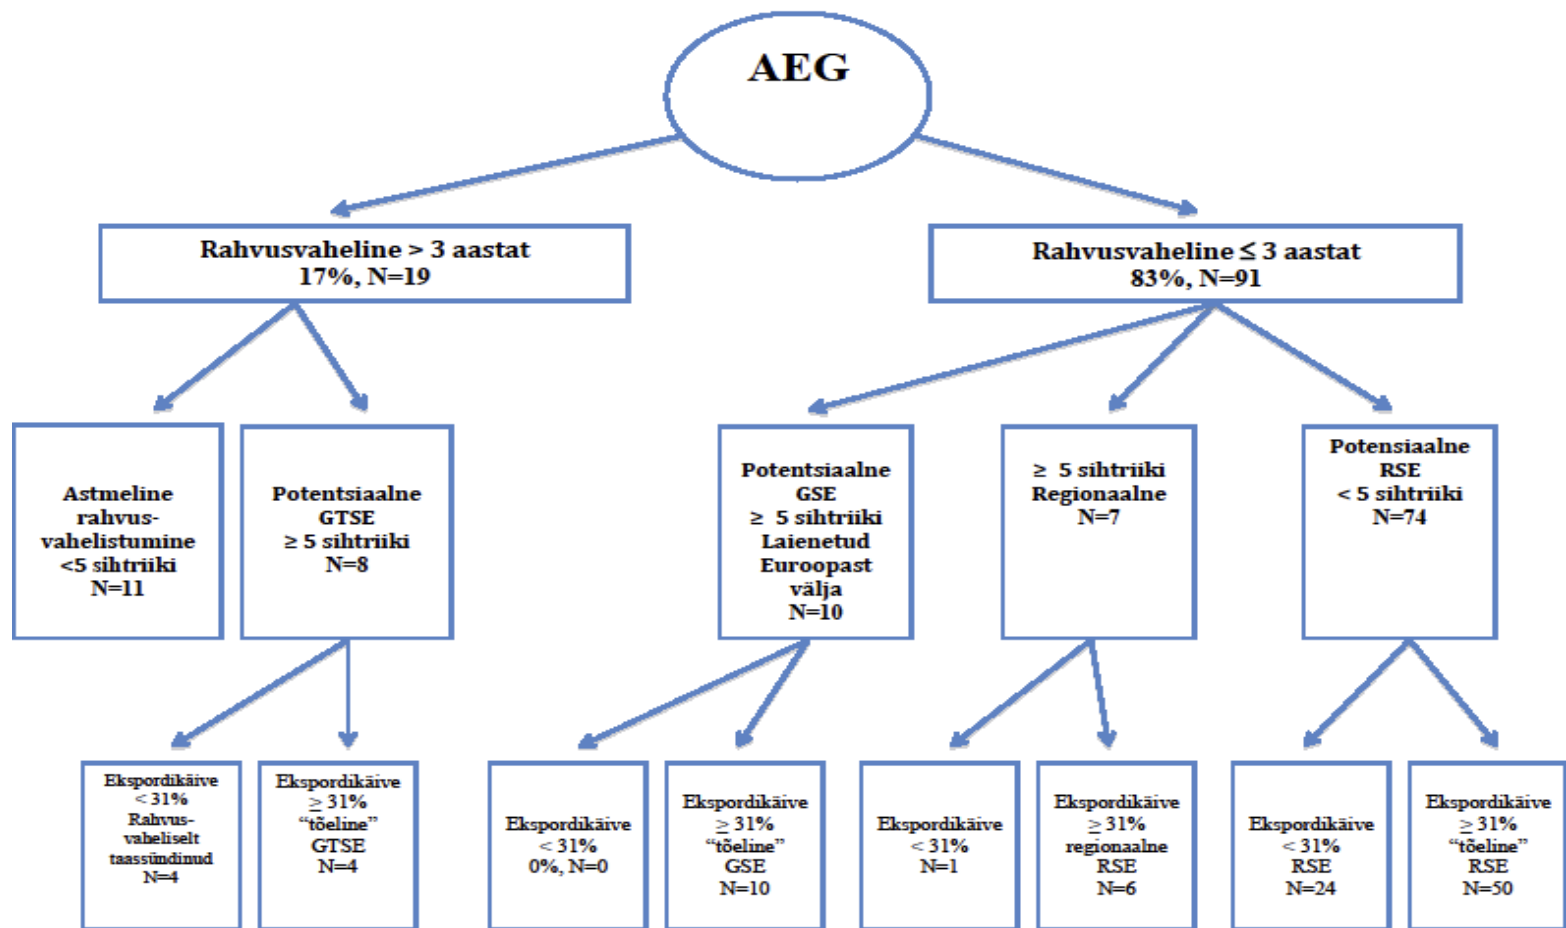 AEG
Rahvusvaheline > 3 aastat
17%, N=19
Rahvusvaheline ≤ 3 aastat
83%, N=91
Astmeline
rahvus-
vahelistumine
<5 sihtriiki
N=11
Potentsiaalne
GTSE
≥ 5 sihtriiki
N=8
Potentsiaalne
GSE
≥ 5 sihtriiki
Laienetud
Euroopast
välja
N=10
≥ 5 sihtriiki
Regionaalne
N=7
Potensiaalne
RSE
< 5 sihtriiki
N=74
Ekspordikäive
< 31%
Rahvus-
vaheliselt
taassündinud
N=4
Ekspordikäive
≥ 31%
“tõeline”
GTSE
N=4
Ekspordikäive
< 31%
0%, N=0
Ekspordikäive
≥ 31%
“tõeline”
GSE
N=10
Ekspordikäive
< 31%
N=1
Ekspordikäive
≥ 31%
regionaalne
RSE
N=6
Ekspordikäive
< 31%
RSE
N=24
Ekspordikäive
≥ 31%
“tõeline”
RSE
N=50